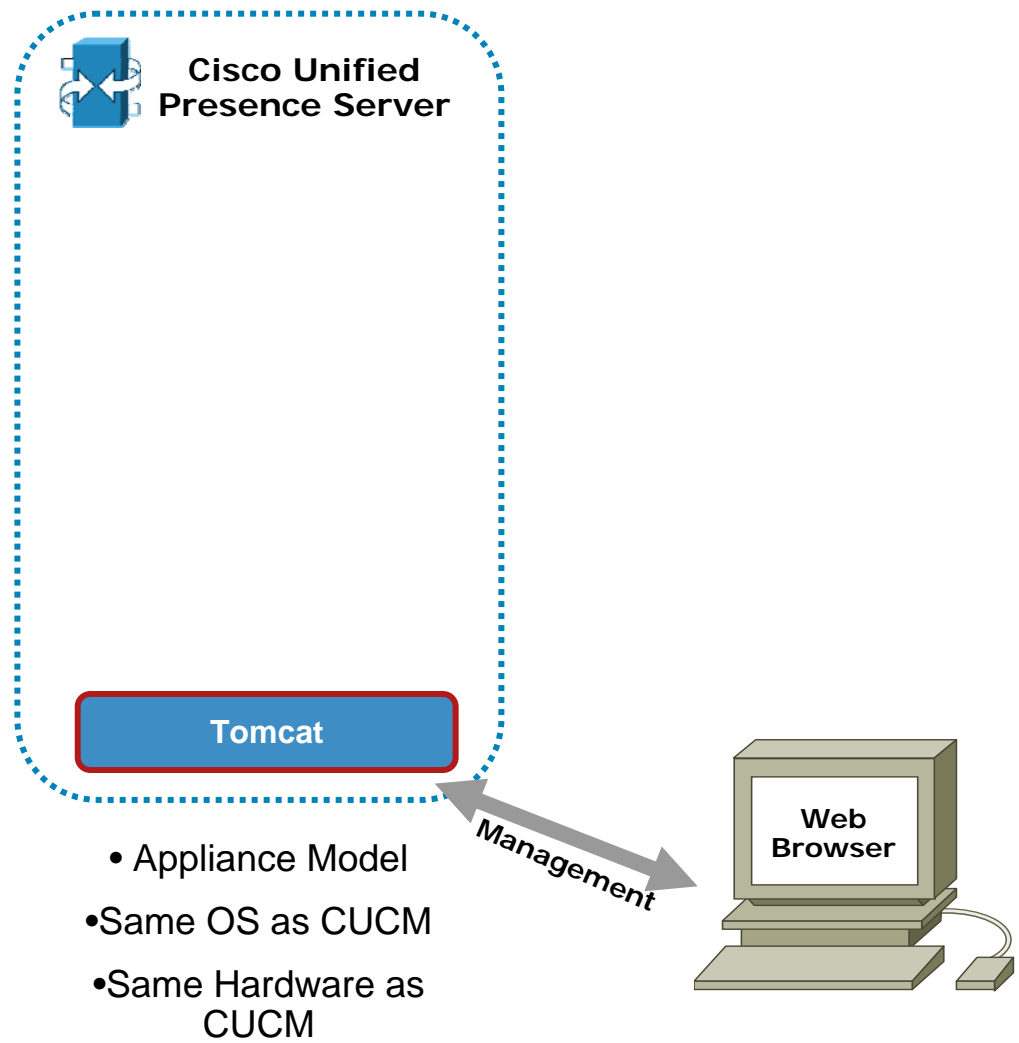 Cisco Unified
Presence Server
Tomcat
Management
Web
Browser
• Appliance Model
•Same OS as CUCM
•Same Hardware as
CUCM